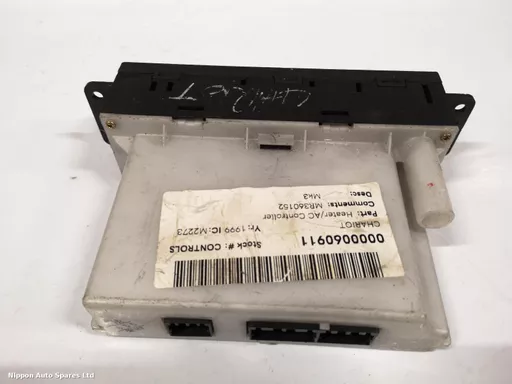 CHARIOT
0000060911
Stock #: CONTROLS
CHARIOT
Yr: 1999 IC: M2273
Part: Heater/AC Controller
Comments: MR360152
Desc: Mk3
Nippon Auto Spares Ltd